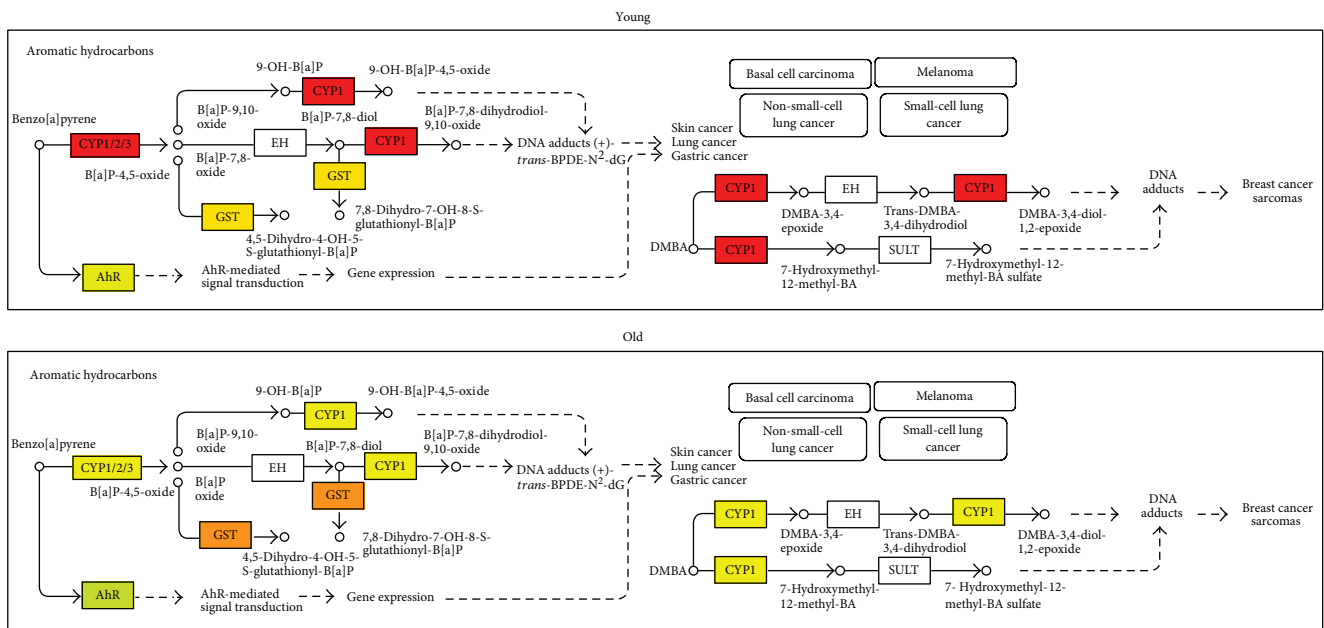 Young
Aromatic hydrocarbons
9-OH-B[a]P
9-OH-B[a]P-4,5-oxide
CYP1
Basal cell carcinoma
Melanoma
Non-small-cell
lung cancer
Small-cell lung
cancer
Benzo[a]pyrene
B[a]P-9,10-
oxide
B[a]P-7,8-diol
B[a]P-7,8-dihydrodiol-
9,10-oxide
CYP1/2/3
EH
CYP1
DNA adducts (+)-
trans-BPDE-N²-dG
Skin cancer
Lung cancer
Gastric cancer
B[a]P-4,5-oxide
B[a]P-7,8-
oxide
GST
GST
7,8-Dihydro-7-OH-8-S-
glutathionyl-B[a]P
4,5-Dihydro-4-OH-5-
S-glutathionyl-B[a]P
AhR
AhR-mediated
signal transduction
Gene expression
DMBA
CYP1
DMBA-3,4-
epoxide
EH
Trans-DMBA-
3,4-dihydrodiol
CYP1
DMBA-3,4-diol-
1,2-epoxide
DNA
adducts
Breast cancer
sarcomas
CYP1
7-Hydroxymethyl-
12-methyl-BA
SULT
7-Hydroxymethyl-12-
methyl-BA sulfate
Old
Aromatic hydrocarbons
9-OH-B[a]P
9-OH-B[a]P-4,5-oxide
CYP1
Basal cell carcinoma
Melanoma
Non-small-cell
lung cancer
Small-cell lung
cancer
Benzo[a]pyrene
B[a]P-9,10-
oxide
B[a]P-7,8-diol
B[a]P-7,8-dihydrodiol-
9,10-oxide
CYP1/2/3
EH
CYP1
DNA adducts (+)-
trans-BPDE-N²-dG
Skin cancer
Lung cancer
Gastric cancer
B[a]P-4,5-oxide
B[a]P
oxide
GST
GST
7,8-Dihydro-7-OH-8-S-
glutathionyl-B[a]P
4,5-Dihydro-4-OH-5-
S-glutathionyl-B[a]P
AhR
AhR-mediated
signal transduction
Gene expression
DMBA
CYP1
DMBA-3,4-
epoxide
EH
Trans-DMBA-
3,4-dihydrodiol
CYP1
DMBA-3,4-diol-
1,2-epoxide
DNA
adducts
Breast cancer
sarcomas
CYP1
7-Hydroxymethyl-
12-methyl-BA
SULT
7- Hydroxymethyl-12-
methyl-BA sulfate